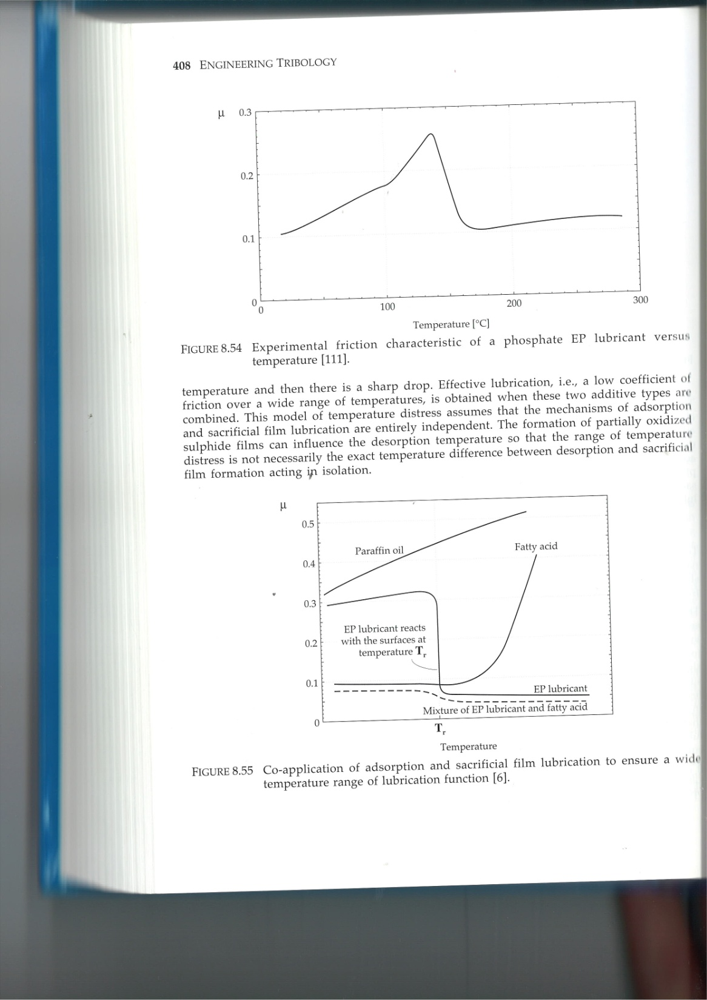 408 ENGINEERING TRIBOLOGY
μ
0.3
0.2
0.1
0
0
100
200
300
Temperature [°C]
FIGURE 8.54 Experimental friction characteristic of a phosphate EP lubricant versus
temperature [111].
temperature and then there is a sharp drop. Effective lubrication, i.e., a low coefficient of
friction over a wide range of temperatures, is obtained when these two additive types are
combined. This model of temperature distress assumes that the mechanisms of adsorption
and sacrificial film lubrication are entirely independent. The formation of partially oxidized
sulphide films can influence the desorption temperature so that the range of temperature
distress is not necessarily the exact temperature difference between desorption and sacrificial
film formation acting in isolation.
μ
0.5
Paraffin oil
Fatty acid
0.4
0.3
EP lubricant reacts
with the surfaces at
temperature Tr
0.2
0.1
EP lubricant
Mixture of EP lubricant and fatty acid
0
Tr
Temperature
FIGURE 8.55 Co-application of adsorption and sacrificial film lubrication to ensure a wide
temperature range of lubrication function [6].